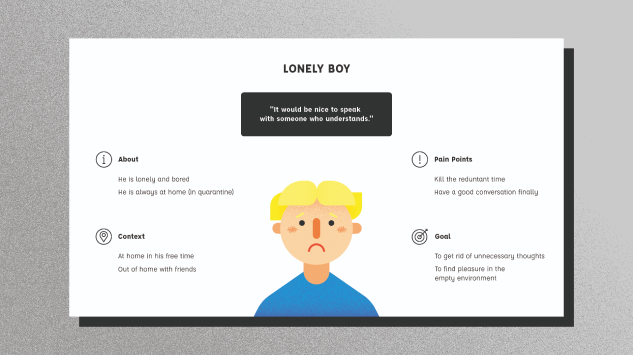 LONELY BOY
"It would be nice to speak
with someone who understands."
About
He is lonely and bored
He is always at home (in quarantine)
Context
At home in his free time
Out of home with friends
Pain Points
Kill the reduntant time
Have a good conversation finally
Goal
To get rid of unnecessary thoughts
To find pleasure in the
empty environment